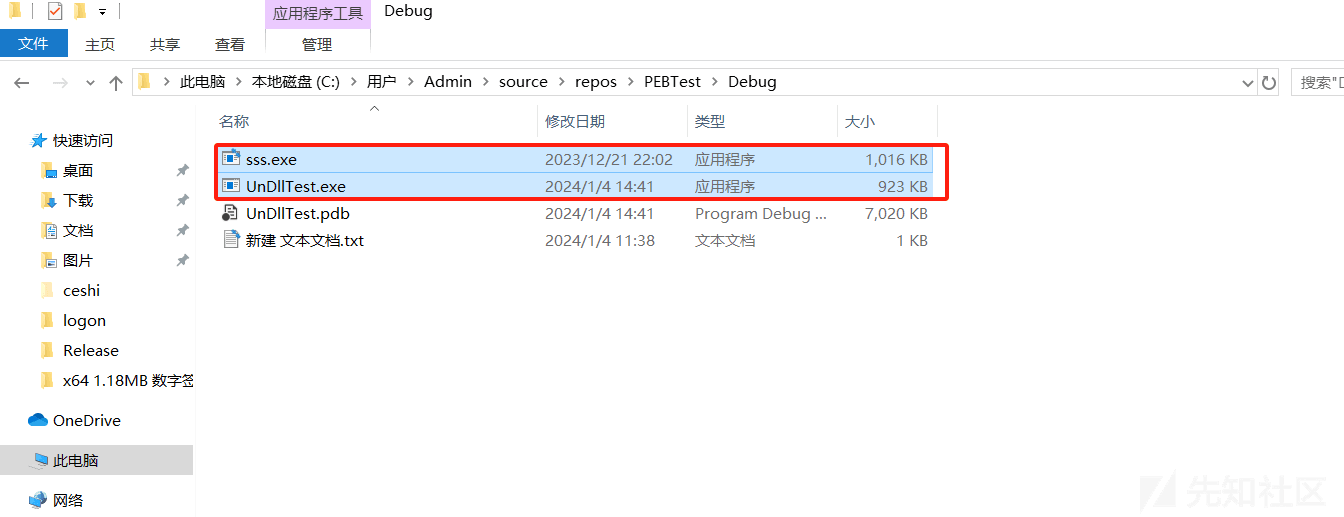 应用程序工具 Debug
文件 主页 共享 查看 管理
此电脑 本地磁盘 (C:) 用户 Admin source repos PEBTest Debug 搜索"D
名称 修改日期 类型 大小
快速访问
桌面
下载
文档
图片
ceshi
logon
Release
x64 1.18MB 数字签
OneDrive
此电脑
网络
sss.exe 2023/12/21 22:02 应用程序 1,016 KB
UnDllTest.exe 2024/1/4 14:41 应用程序 923 KB
UnDllTest.pdb 2024/1/4 14:41 Program Debug ... 7,020 KB
新建 文本文档.txt 2024/1/4 11:38 文本文档 1 KB
先知社区